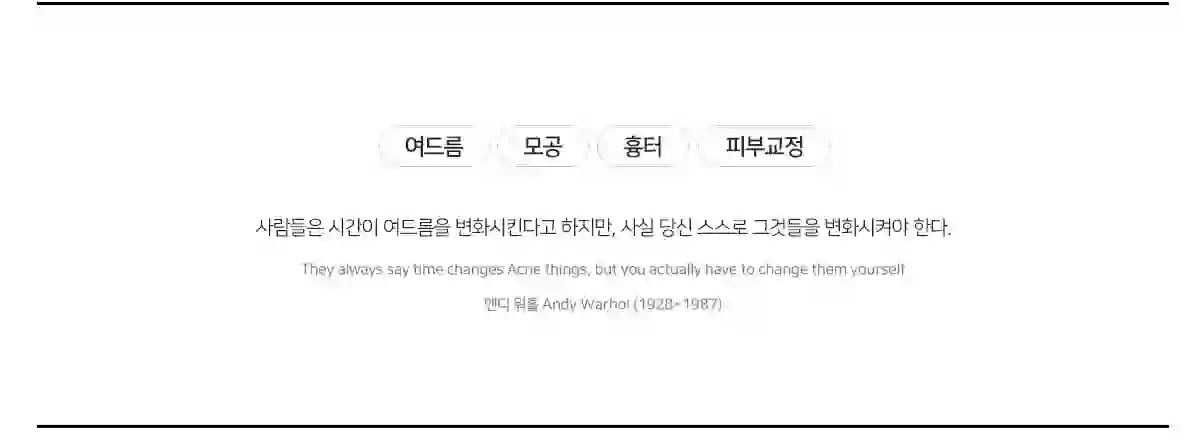 여드름 모공 흉터 피부교정
사람들은 시간이 여드름을 변화시킨다고 하지만, 사실 당신 스스로 그것들을 변화시켜야 한다.
They always say time changes Acne things, but you actually have to change them yourself
앤디 워홀 Andy Warhol (1928~1987)